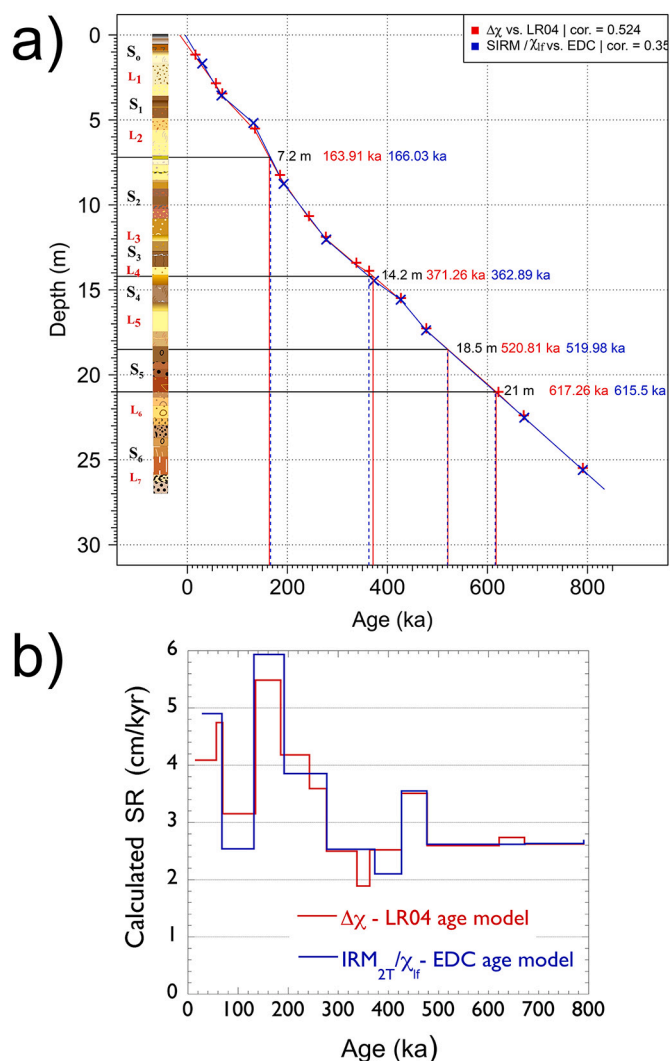 a)
Δχ vs. LR04 | cor. = 0.524
SIRM / χlf vs. EDC | cor. = 0.35
0
5
10
15
20
25
30
Depth (m)
So
L1
S1
L2
S2
L3
S3
L4
S4
L5
S5
L6
S6
L7
7.2 m 163.91 ka 166.03 ka
14.2 m 371.26 ka 362.89 ka
18.5 m 520.81 ka 519.98 ka
21 m 617.26 ka 615.5 ka
0 200 400 600 800
Age (ka)
b)
6
5
4
3
2
1
0
Calculated SR (cm/kyr)
Δχ - LR04 age model
IRM2T/χlf - EDC age model
0 100 200 300 400 500 600 700 800
Age (ka)